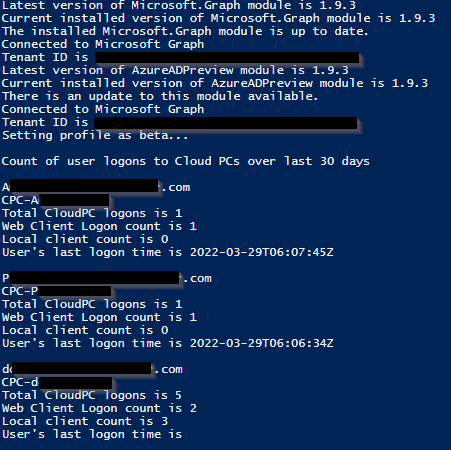 Latest version of Microsoft.Graph module is 1.9.3
Current installed version of Microsoft.Graph module is 1.9.3
The installed Microsoft.Graph module is up to date.
Connected to Microsoft Graph
Tenant ID is
Latest version of AzureADPreview module is 1.9.3
Current installed version of AzureADPreview module is 1.9.3
There is an update to this module available.
Connected to Microsoft Graph
Tenant ID is
Setting profile as beta...
Count of user logons to Cloud PCs over last 30 days
A .com
CPC-A
Total CloudPC logons is 1
Web Client Logon count is 1
Local client count is 0
User's last logon time is 2022-03-29T06:07:45Z
P .com
CPC-P
Total CloudPC logons is 1
Web Client Logon count is 1
Local client count is 0
User's last logon time is 2022-03-29T06:06:34Z
do .com
CPC-d
Total CloudPC logons is 5
Web Client Logon count is 2
Local client count is 3
User's last logon time is